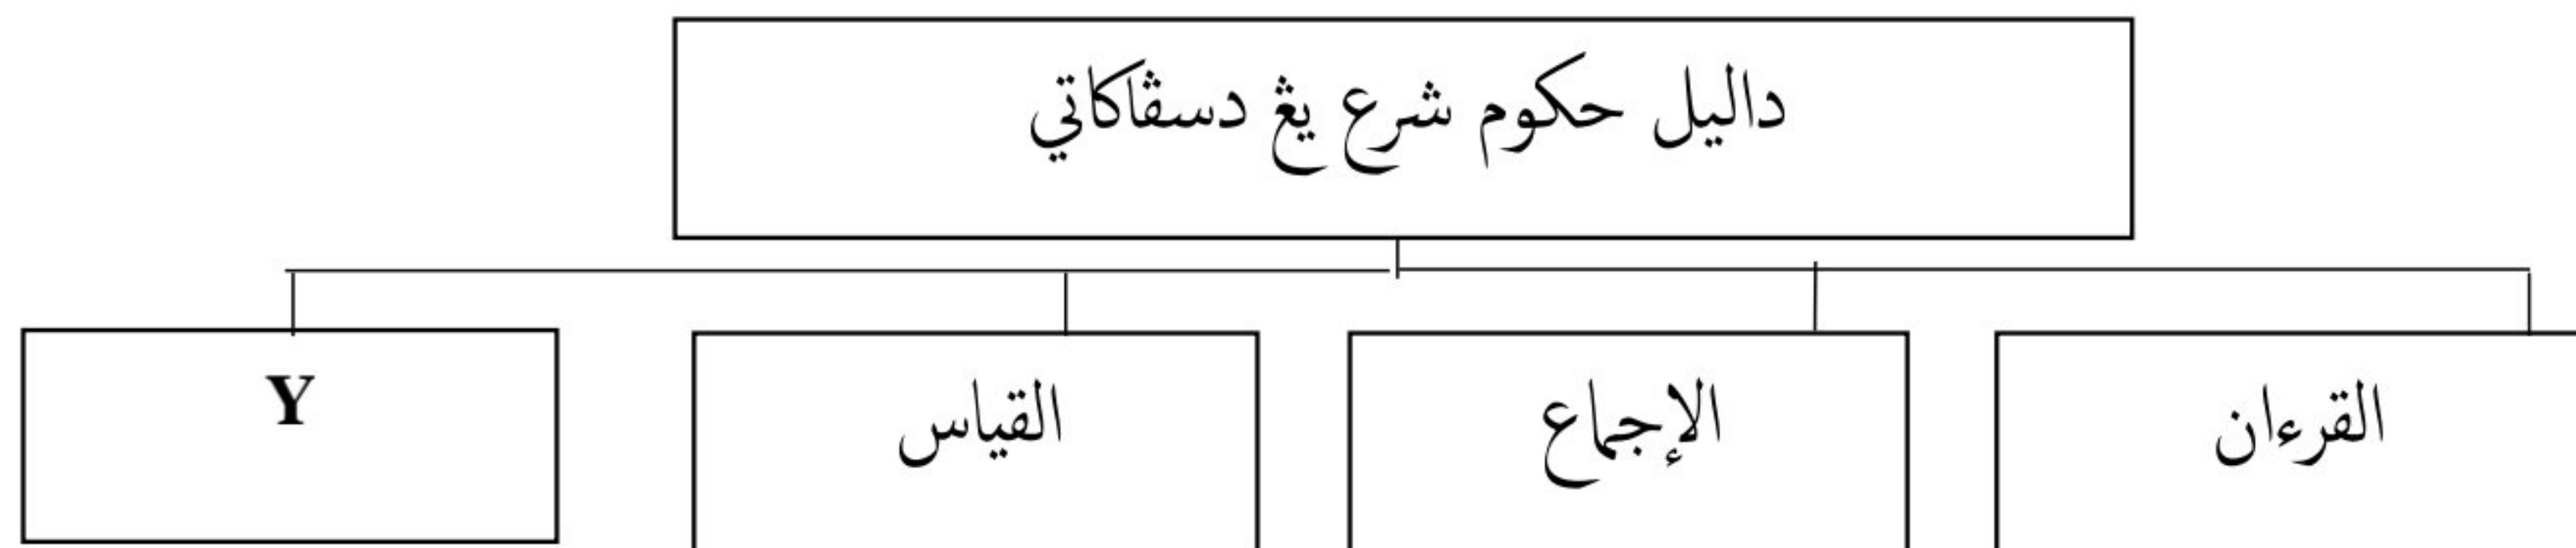 داليل حكوم شرع يڠ دسڤاكاتي
القرءان
الإجماع
القياس
Y